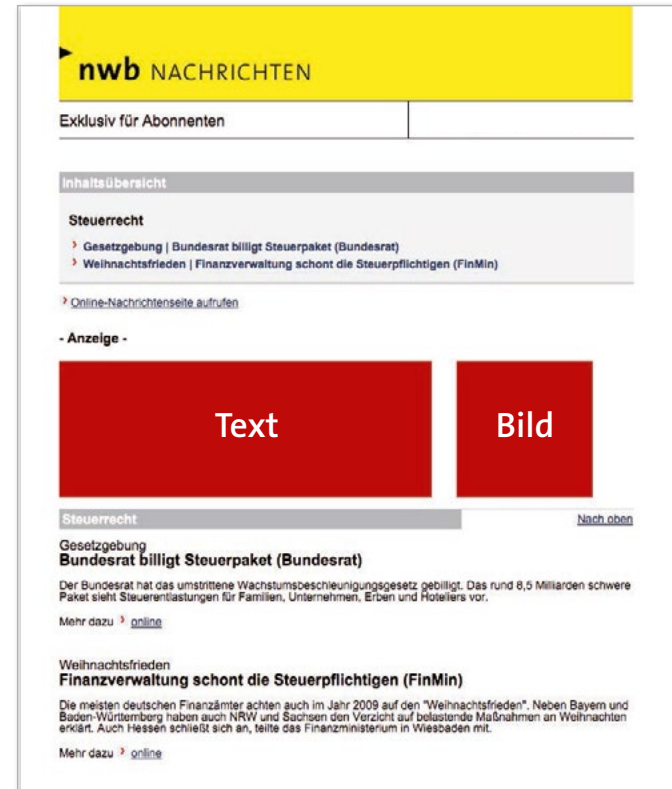 nwb NACHRICHTEN
Exklusiv für Abonnenten
Inhaltsübersicht
Steuerrecht
Gesetzgebung | Bundesrat billigt Steuerpaket (Bundesrat)
Weihnachtsfrieden | Finanzverwaltung schont die Steuerpflichtigen (FinMin)
Online-Nachrichtenseite aufrufen
- Anzeige -
Text Bild
Steuerrecht Nach oben
Gesetzgebung
Bundesrat billigt Steuerpaket (Bundesrat)
Der Bundesrat hat das umstrittene Wachstumsbeschleunigungsgesetz gebilligt. Das rund 8,5 Milliarden schwere
Paket sieht Steuerentlastungen für Familien, Unternehmen, Erben und Hoteliers vor.
Mehr dazu › online
Weihnachtsfrieden
Finanzverwaltung schont die Steuerpflichtigen (FinMin)
Die meisten deutschen Finanzämter achten auch im Jahr 2009 auf den "Weihnachtsfrieden". Neben Bayern und
Baden-Württemberg haben auch NRW und Sachsen den Verzicht auf belastende Maßnahmen an Weihnachten
erklärt. Auch Hessen schließt sich an, teilte das Finanzministerium in Wiesbaden mit.
Mehr dazu › online